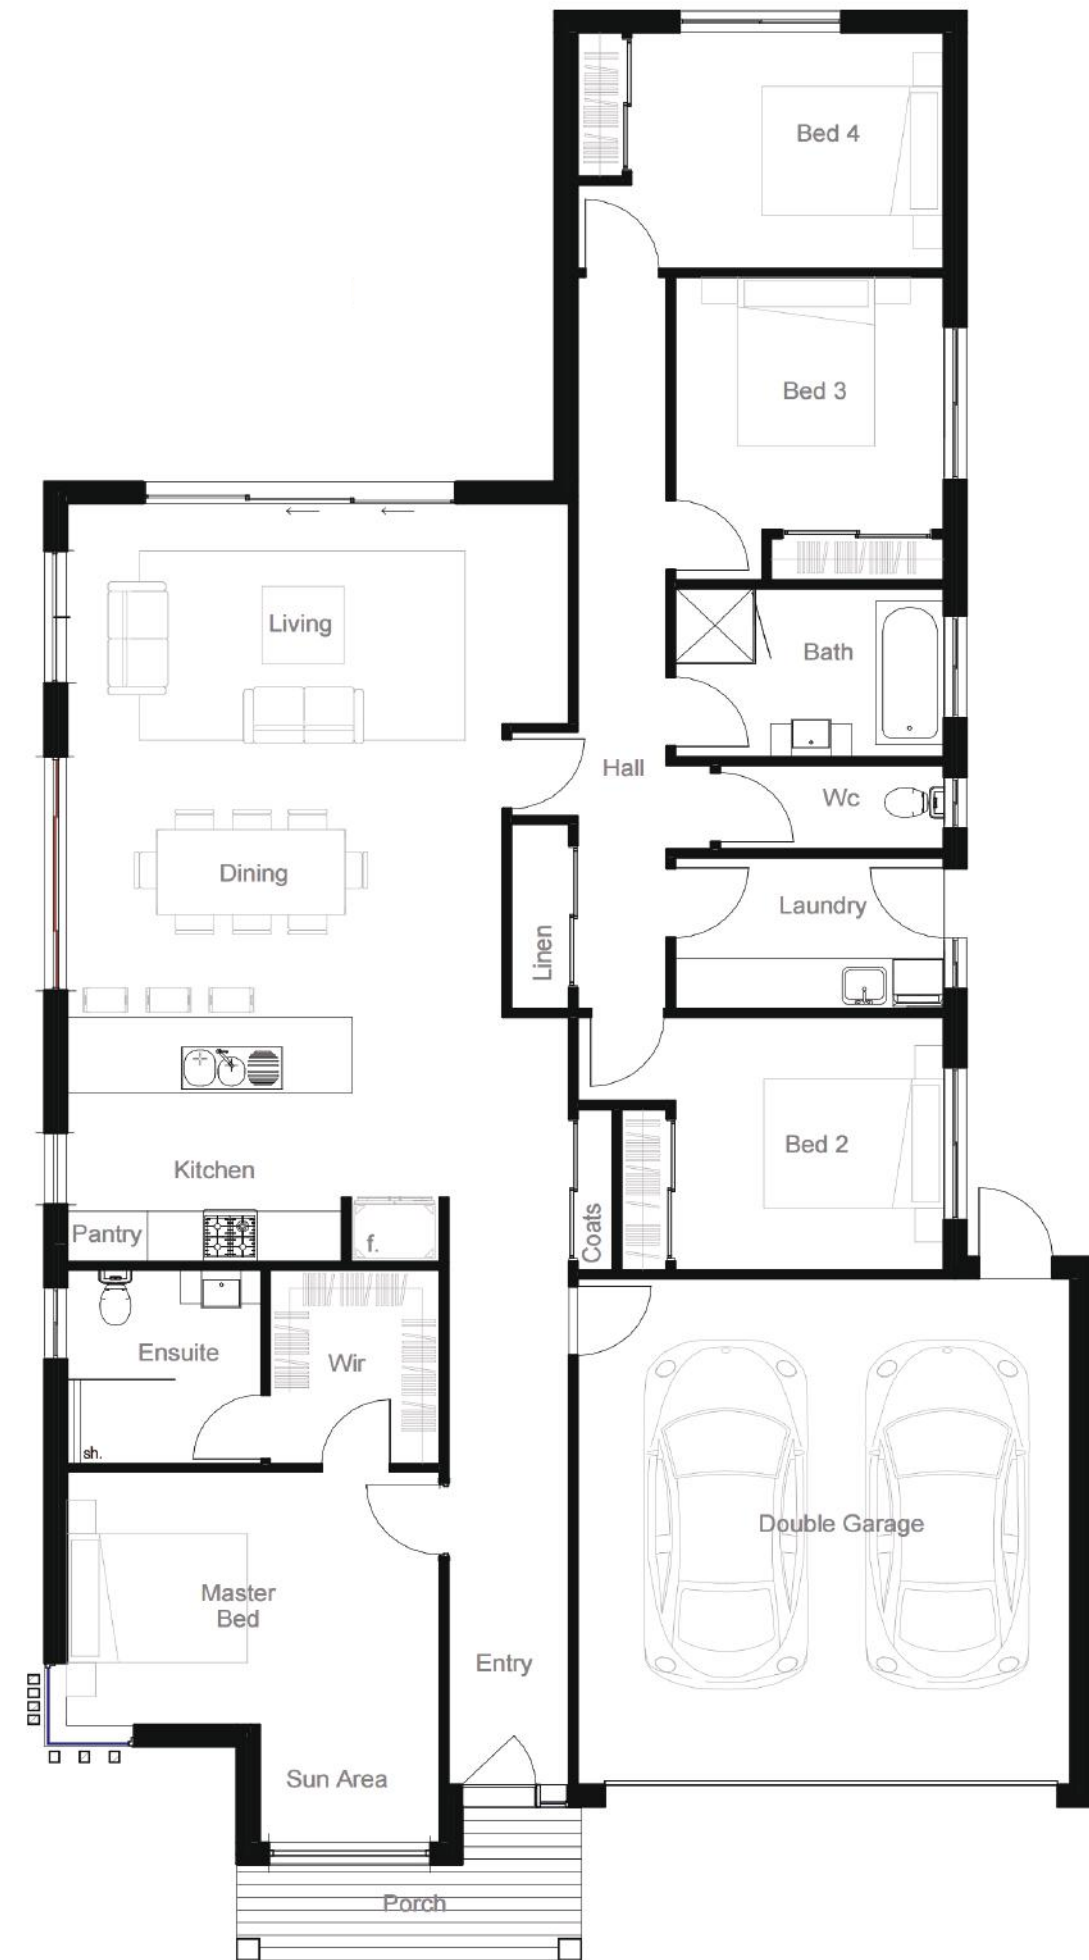 Bed 4
Bed 3
Living
Bath
Hall
Wc
Dining
Laundry
Linen
Bed 2
Kitchen
Coats
Pantry
f.
Ensuite
Wir
sh.
Double Garage
Master
Bed
Entry
Sun Area
Porch